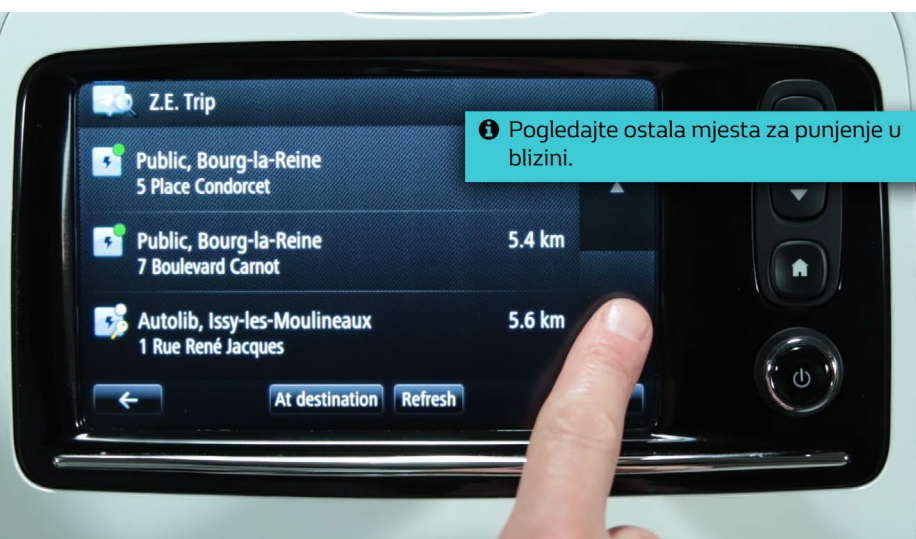 Z.E. Trip
Pogledajte ostala mjesta za punjenje u
blizini.
Public, Bourg-la-Reine
5 Place Condorcet
Public, Bourg-la-Reine 5.4 km
7 Boulevard Carnot
Autolib, Issy-les-Moulineaux 5.6 km
1 Rue René Jacques
At destination Refresh